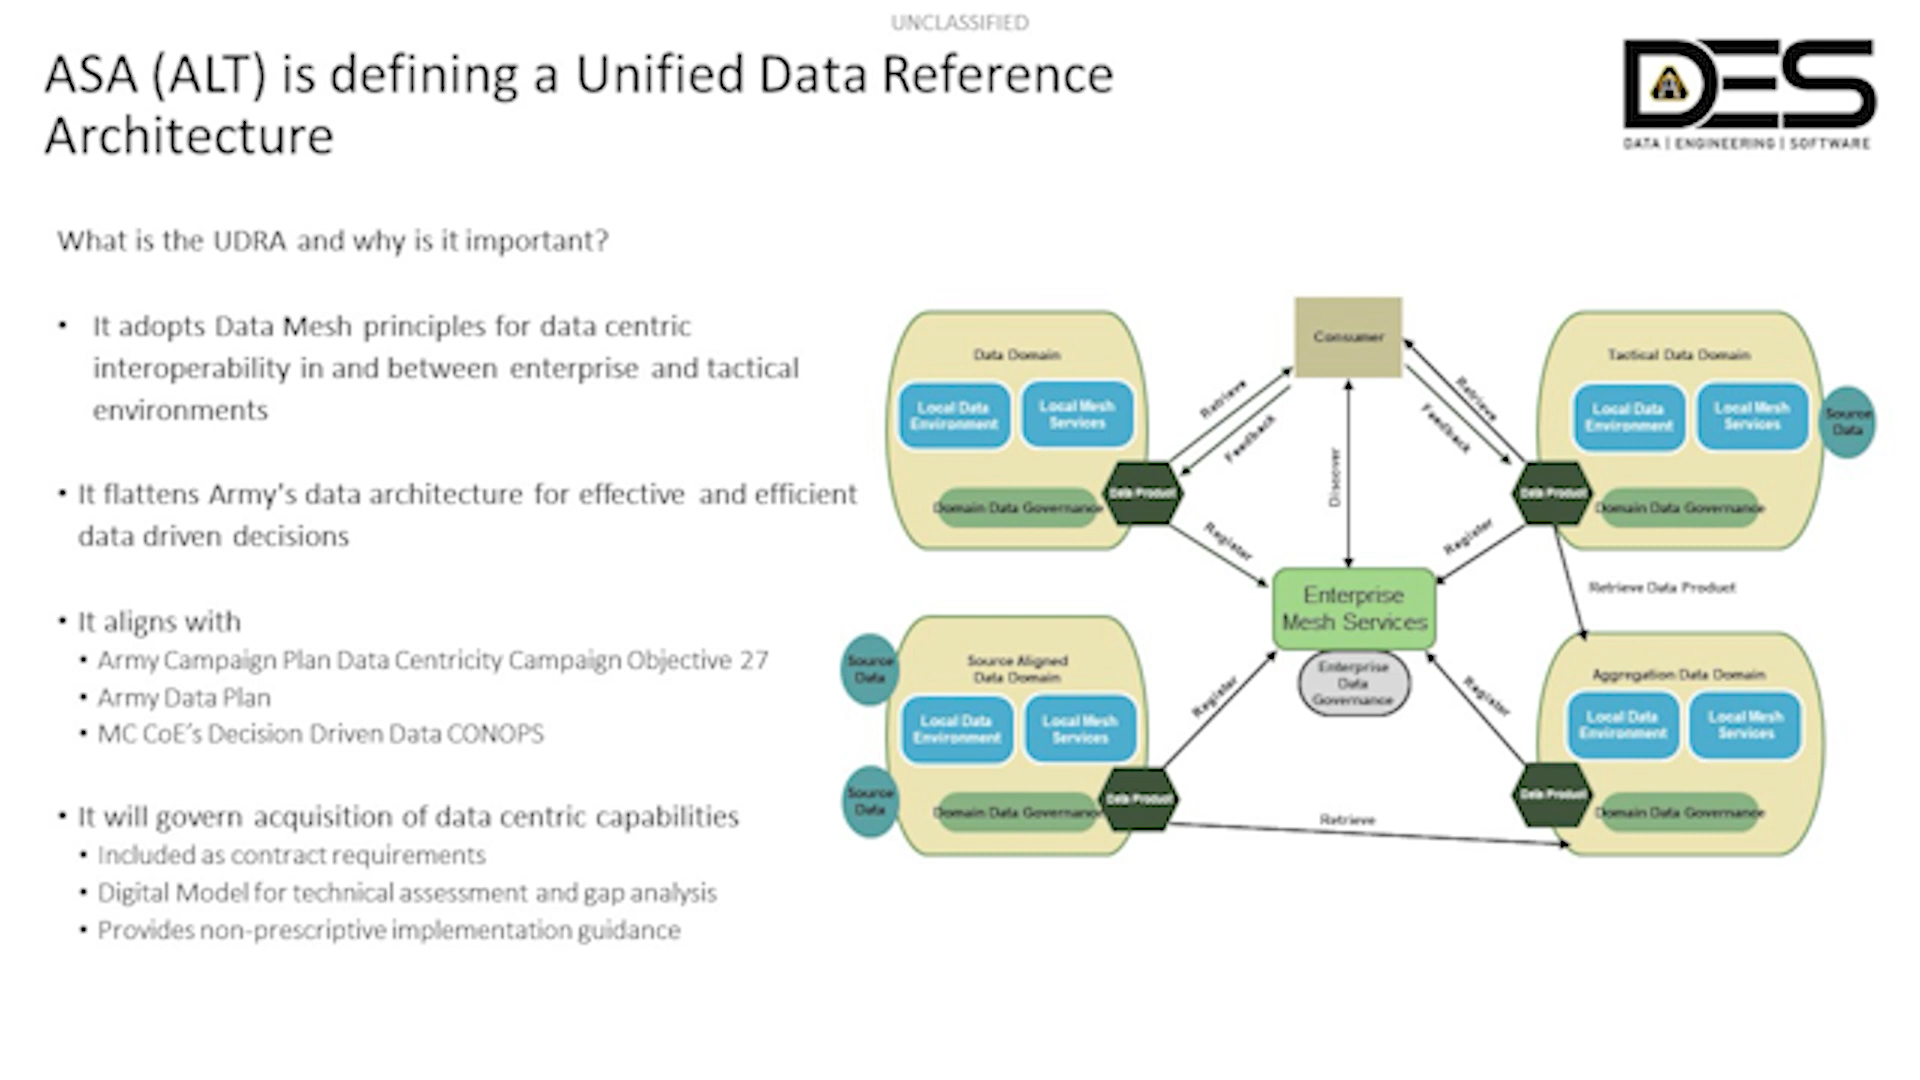 UNCLASSIFIED
ASA (ALT) is defining a Unified Data Reference
Architecture
DES
DATA | ENGINEERING | SOFTWARE
What is the UDRA and why is it important?
• It adopts Data Mesh principles for data centric
interoperability in and between enterprise and tactical
environments
• It flattens Army's data architecture for effective and efficient
data driven decisions
• It aligns with
• Army Campaign Plan Data Centricity Campaign Objective 27
• Army Data Plan
• MC CoE's Decision Driven Data CONOPS
• It will govern acquisition of data centric capabilities
• Included as contract requirements
• Digital Model for technical assessment and gap analysis
• Provides non-prescriptive implementation guidance
Data Domain
Local Data
Environment
Local Mesh
Services
Domain Data Governance
Data Product
Consumer
Retrieve
Feedback
Discover
Retrieve
Feedback
Tactical Data Domain
Local Data
Environment
Local Mesh
Services
Source
Data
Data Product
Domain Data Governance
Register
Register
Enterprise
Mesh Services
Enterprise
Data
Governance
Retrieve Data Product
Source
Data
Source Aligned
Data Domain
Local Data
Environment
Local Mesh
Services
Source
Data
Domain Data Governance
Data Product
Register
Register
Retrieve
Aggregation Data Domain
Local Data
Environment
Local Mesh
Services
Data Product
Domain Data Governance